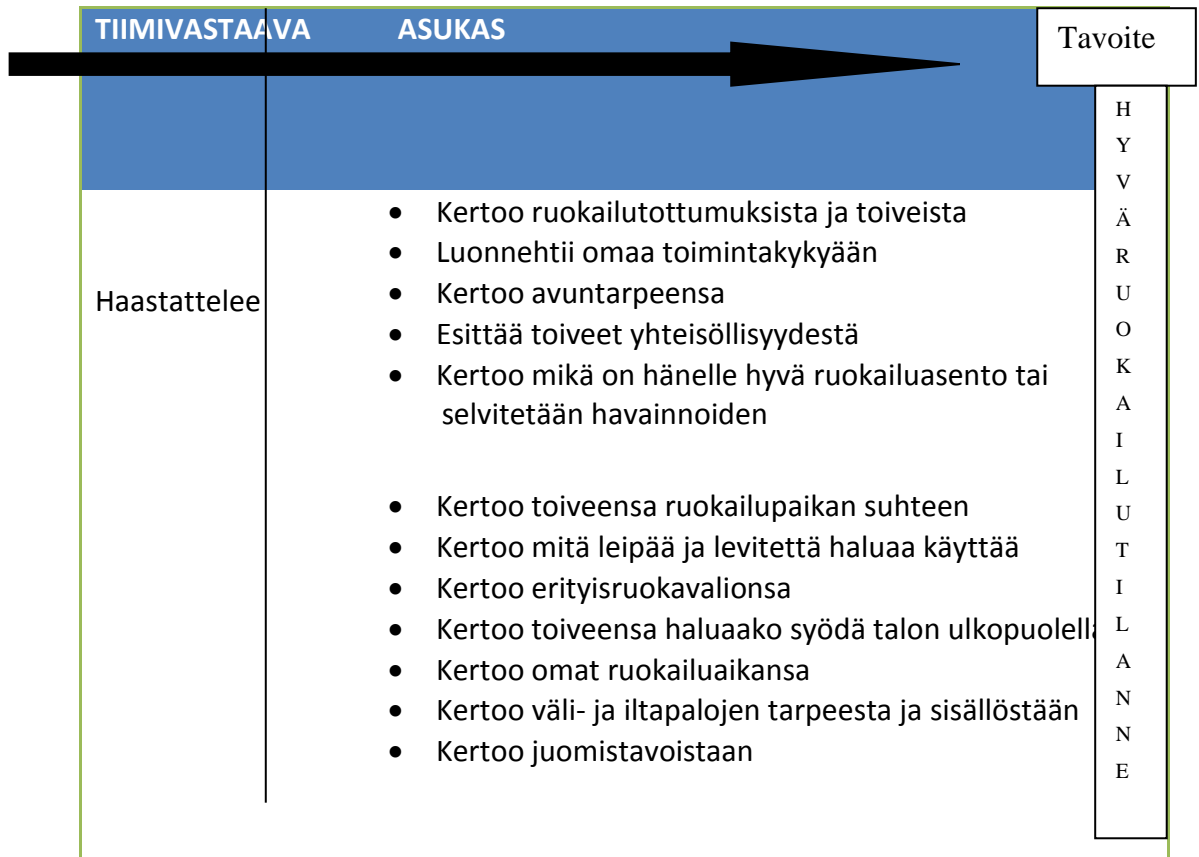 TIIMIVASTAAVA ASUKAS
Tavoite
Haastattelee
• Kertoo ruokailutottumuksista ja toiveista
• Luonnehtii omaa toimintakykyään
• Kertoo avuntarpeensa
• Esittää toiveet yhteisöllisyydestä
• Kertoo mikä on hänelle hyvä ruokailuasento tai
selvitetään havainnoiden
• Kertoo toiveensa ruokailupaikan suhteen
• Kertoo mitä leipää ja levitettä haluaa käyttää
• Kertoo erityisruokavalionsa
• Kertoo toiveensa haluaako syödä talon ulkopuolella
• Kertoo omat ruokailuaikansa
• Kertoo väli- ja iltapalojen tarpeesta ja sisällöstään
• Kertoo juomistavoistaan
H
Y
V
Ä
R
U
O
K
A
I
L
U
T
I
L
A
N
N
E